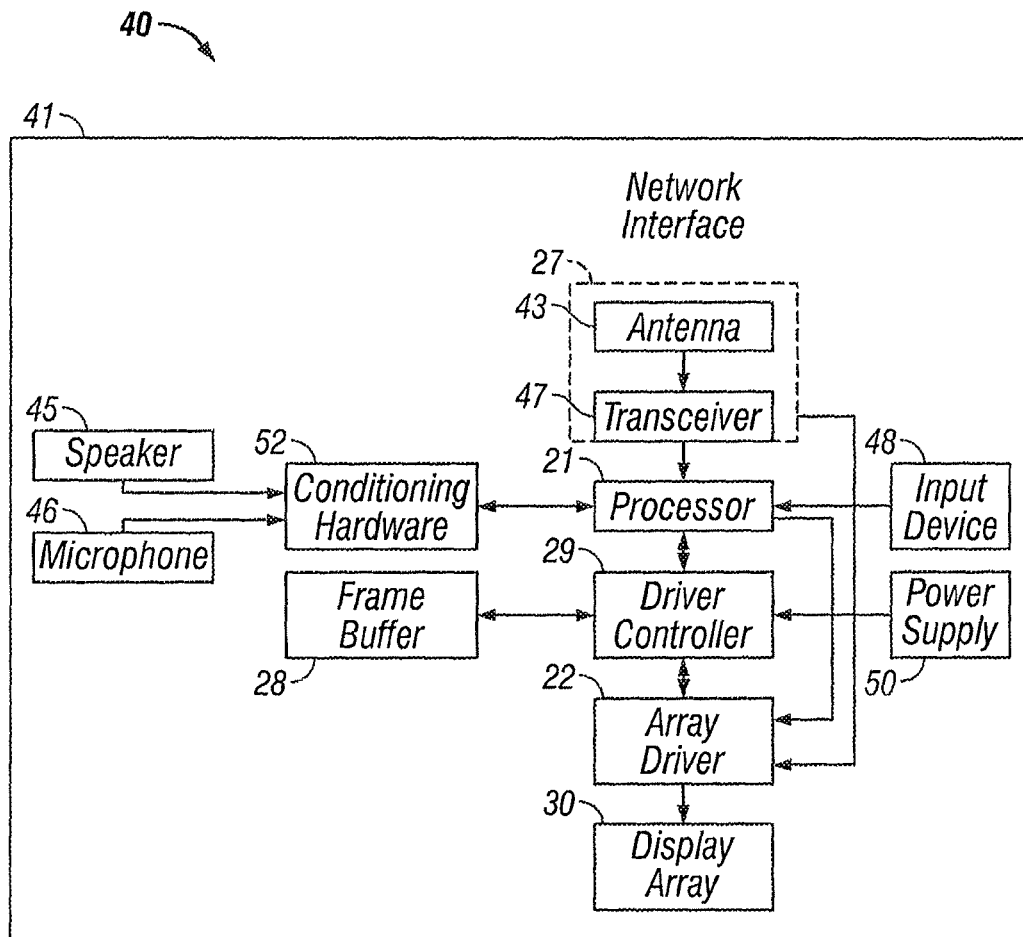 40
41
Network
Interface
27
43
Antenna
47
Transceiver
45
Speaker
52
Conditioning
Hardware
21
Processor
48
Input
Device
46
Microphone
29
Driver
Controller
Frame
Buffer
28
Power
Supply
50
22
Array
Driver
30
Display
Array